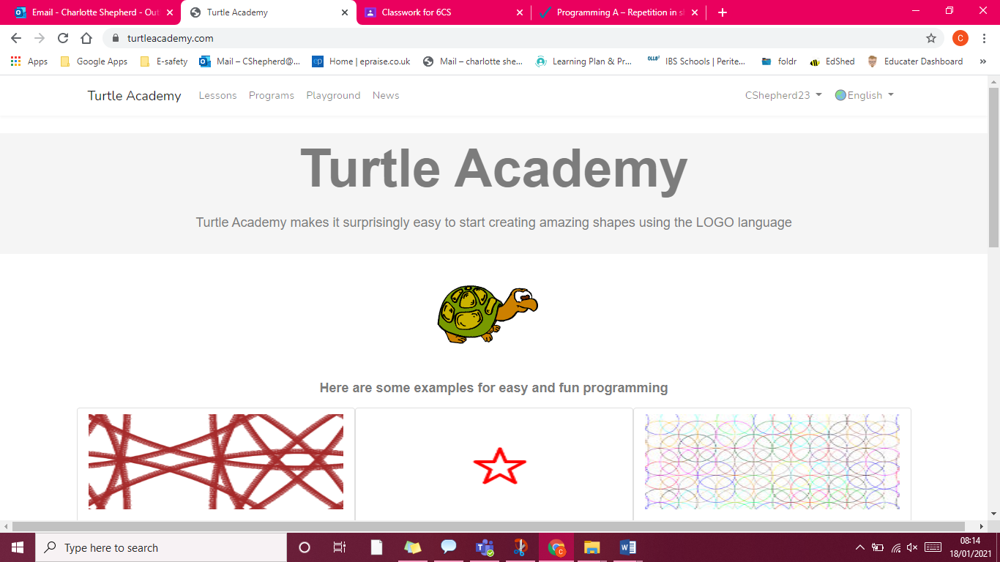 Email - Charlotte Shepherd - Out
Turtle Academy
Classwork for 6CS
Programming A – Repetition in sh
turtleacademy.com
C
Apps
Google Apps
E-safety
Mail – CShepherd@...
Home | epraise.co.uk
Mail – charlotte she...
Learning Plan & Pr...
IBS Schools | Perite...
foldr
EdShed
Educater Dashboard
»
Turtle Academy
Lessons
Programs
Playground
News
CShepherd23
English
Turtle Academy
Turtle Academy makes it surprisingly easy to start creating amazing shapes using the LOGO language
Here are some examples for easy and fun programming
Type here to search
08:14
18/01/2021